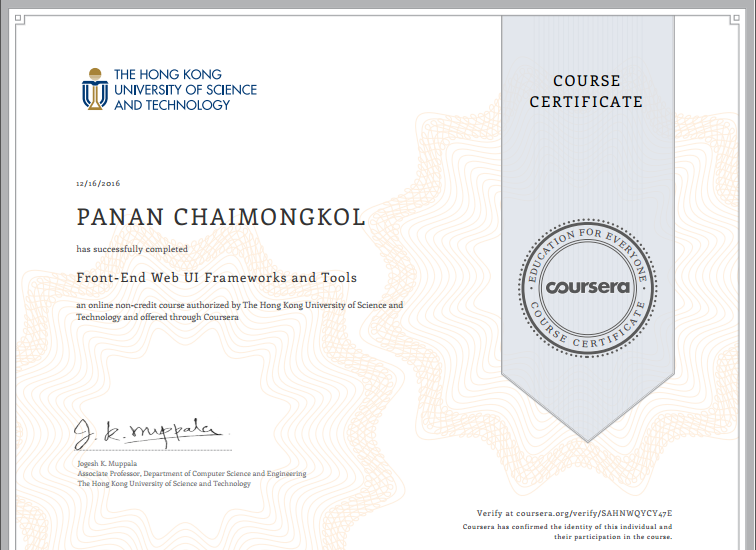 THE HONG KONG
UNIVERSITY OF SCIENCE
AND TECHNOLOGY
COURSE
CERTIFICATE
12/16/2016
PANAN CHAIMONGKOL
has successfully completed
Front-End Web UI Frameworks and Tools
an online non-credit course authorized by The Hong Kong University of Science and
Technology and offered through Coursera
EDUCATION FOR EVERYONE
coursera
COURSE CERTIFICATE
J. K. Muppala
Jogesh K. Muppala
Associate Professor, Department of Computer Science and Engineering
The Hong Kong University of Science and Technology
Verify at coursera.org/verify/SAHNWQYCY47E
Coursera has confirmed the identity of this individual and
their participation in the course.